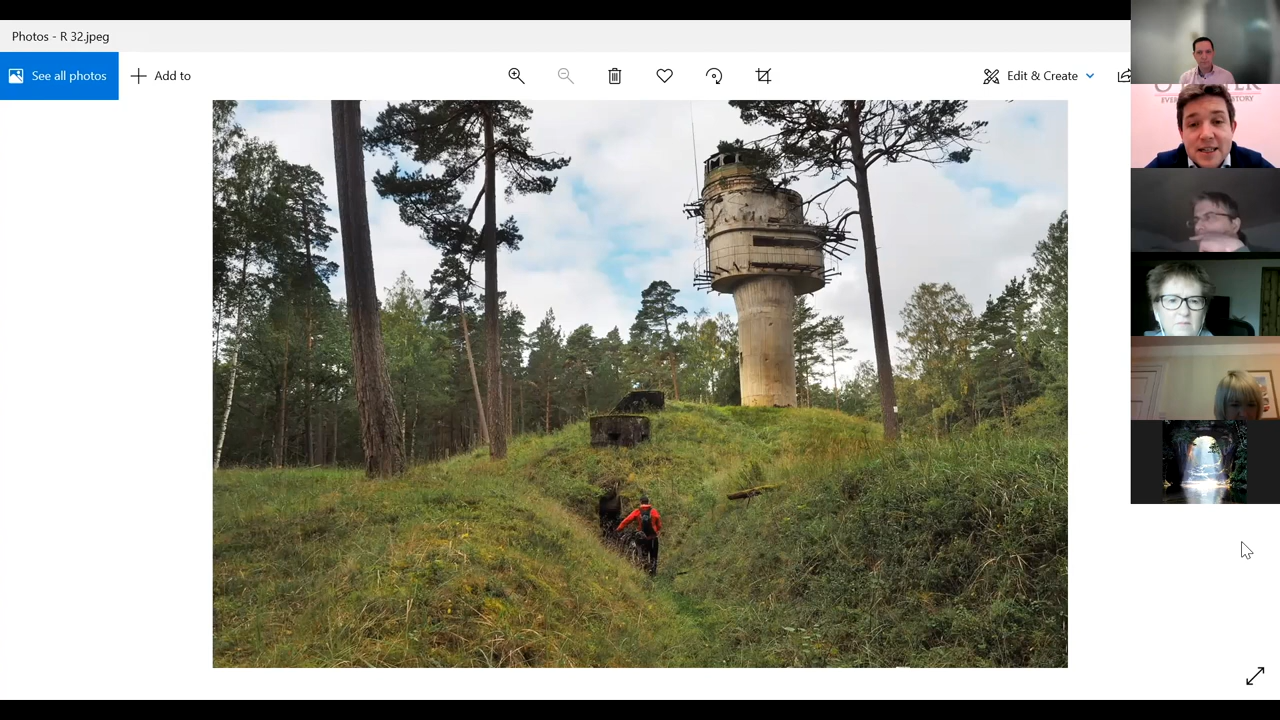 Photos - R 32.jpeg
See all photos
Add to
Edit & Create